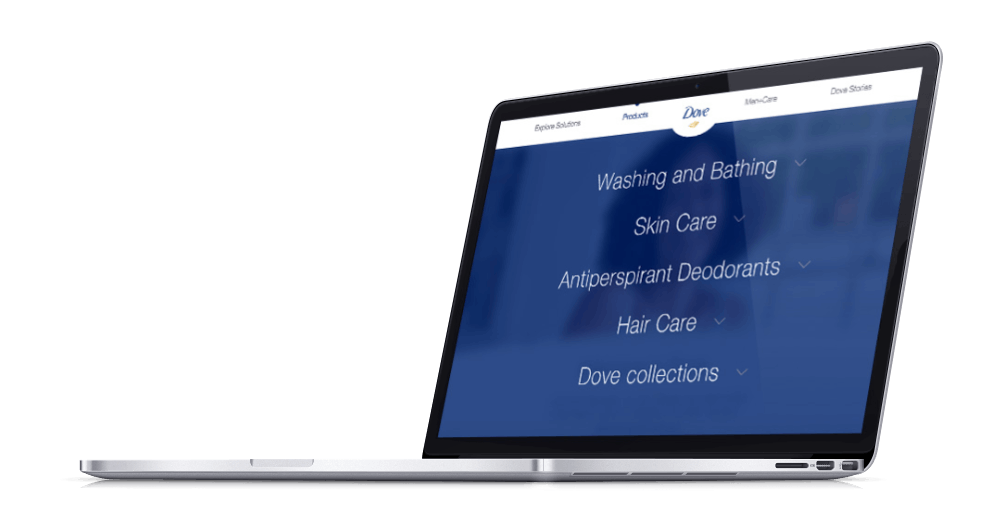 Explore Solutions
Products
Dove
Men+Care
Dove Stories
Washing and Bathing
Skin Care
Antiperspirant Deodorants
Hair Care
Dove collections